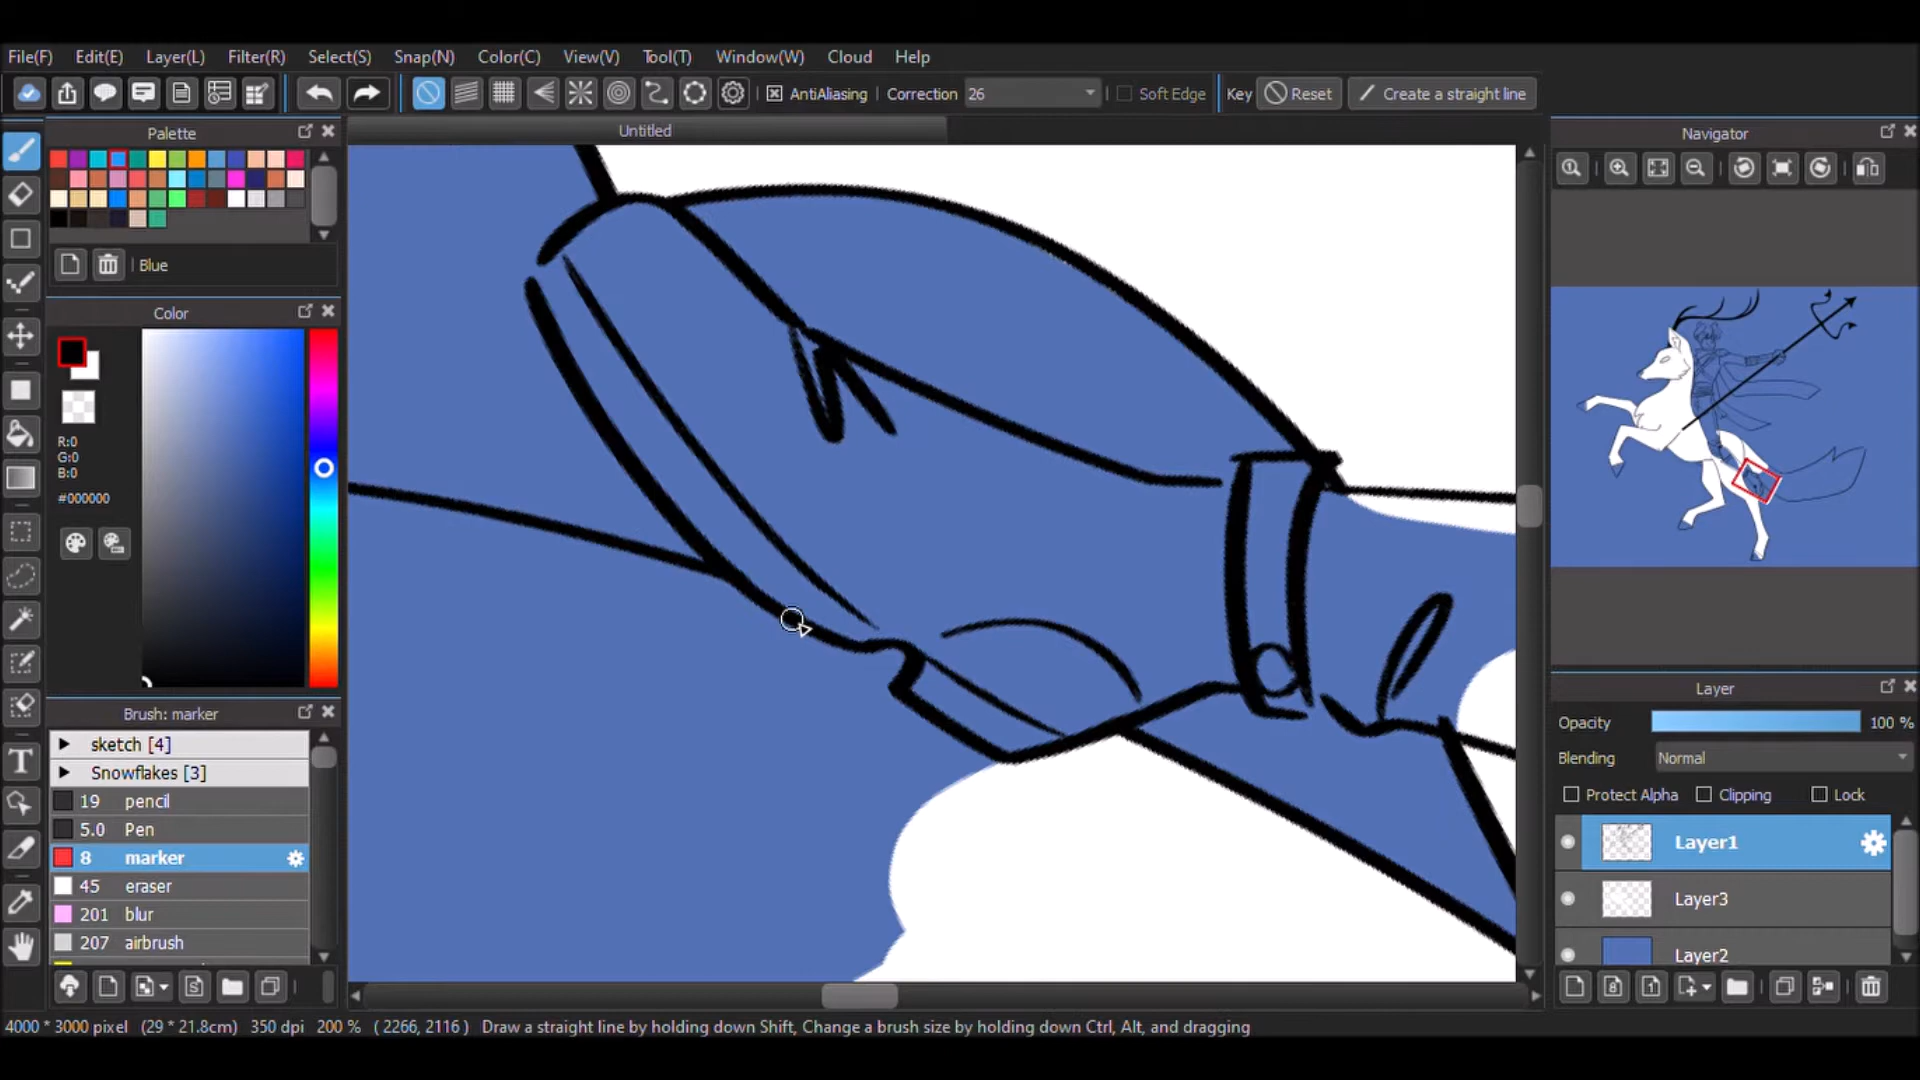 File(F) Edit(E) Layer(L) Filter(R) Select(S) Snap(N) Color(C) View(V) Tool(T) Window(W) Cloud Help
AntiAliasing Correction 26 Soft Edge Key Reset Create a straight line
Palette
Untitled
Navigator
Blue
Color
R:0
G:0
B:0
#000000
Brush: marker
sketch [4]
Snowflakes [3]
19 pencil
5.0 Pen
8 marker
45 eraser
201 blur
207 airbrush
Layer
Opacity 100 %
Blending Normal
Protect Alpha Clipping Lock
Layer1
Layer3
Layer2
4000 * 3000 pixel (29 * 21.8cm) 350 dpi 200 % ( 2266, 2116 ) Draw a straight line by holding down Shift, Change a brush size by holding down Ctrl, Alt, and dragging